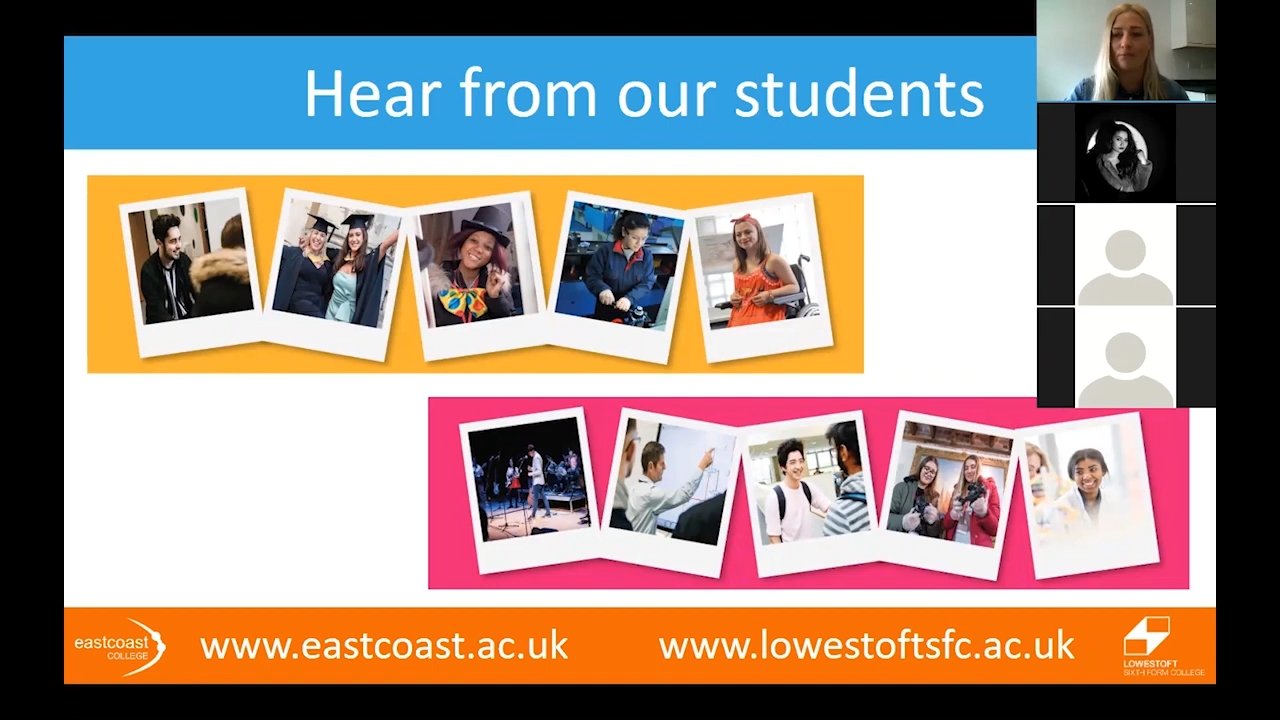 Hear from our students
eastcoast
COLLEGE
www.eastcoast.ac.uk
www.lowestoftsfc.ac.uk
LOWESTOFT
SIXTH FORM COLLEGE